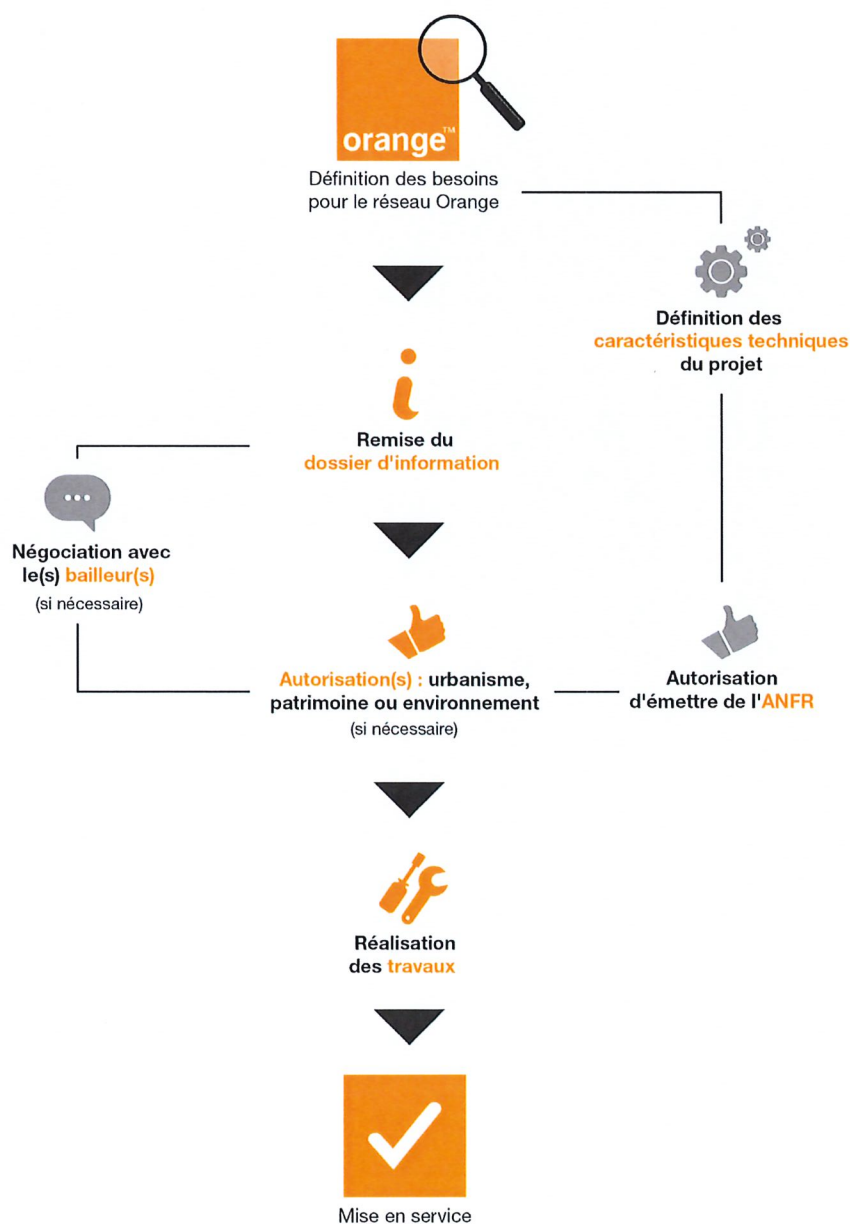 orange™
Définition des besoins
pour le réseau Orange
Définition des
caractéristiques techniques
du projet
Remise du
dossier d'information
Négociation avec
le(s) bailleur(s)
(si nécessaire)
Autorisation(s) : urbanisme,
patrimoine ou environnement
(si nécessaire)
Autorisation
d'émettre de l'ANFR
Réalisation
des travaux
Mise en service